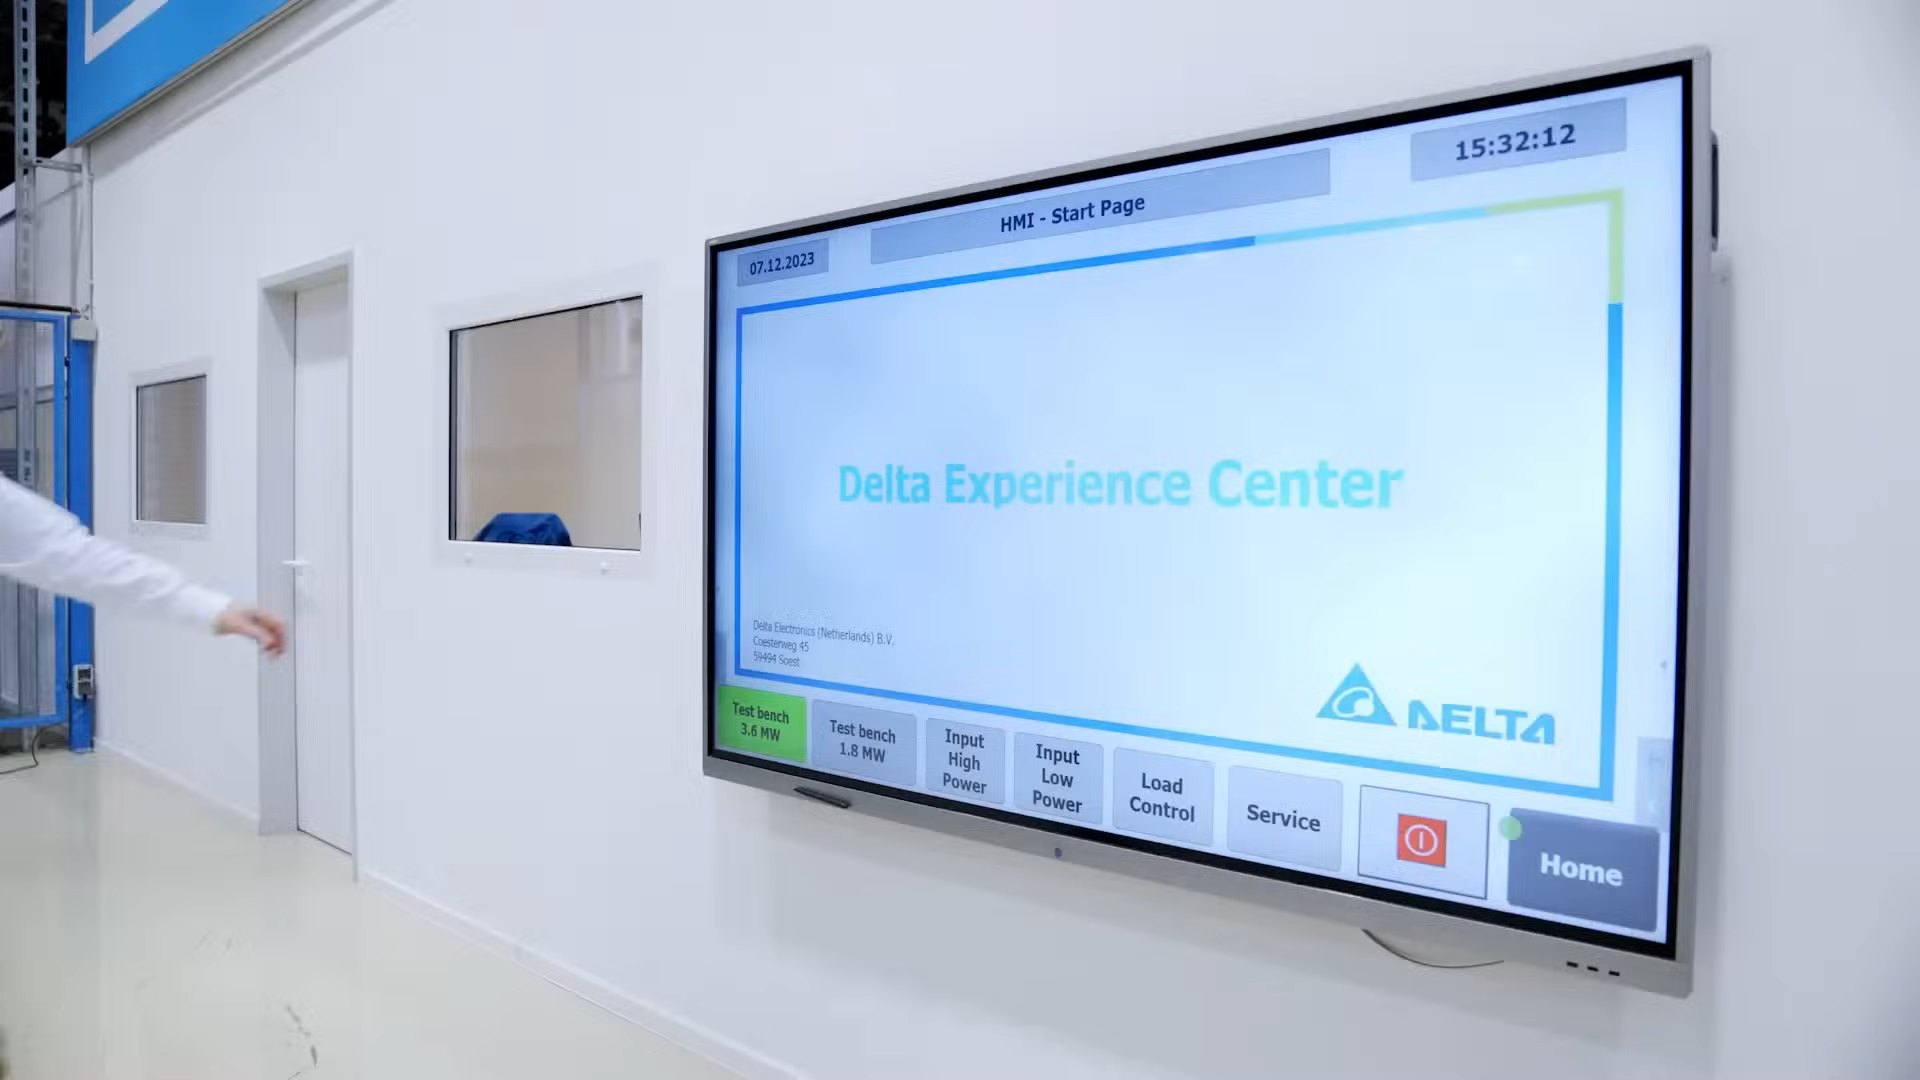 HMI - Start Page
15:32:12
07.12.2023
Delta Experience Center
Delta Electronics (Netherlands) B.V.
Coesterweg 45
59494 Soest
DELTA
Test bench
3.6 MW
Test bench
1.8 MW
Input
High
Power
Input
Low
Power
Load
Control
Service
Home